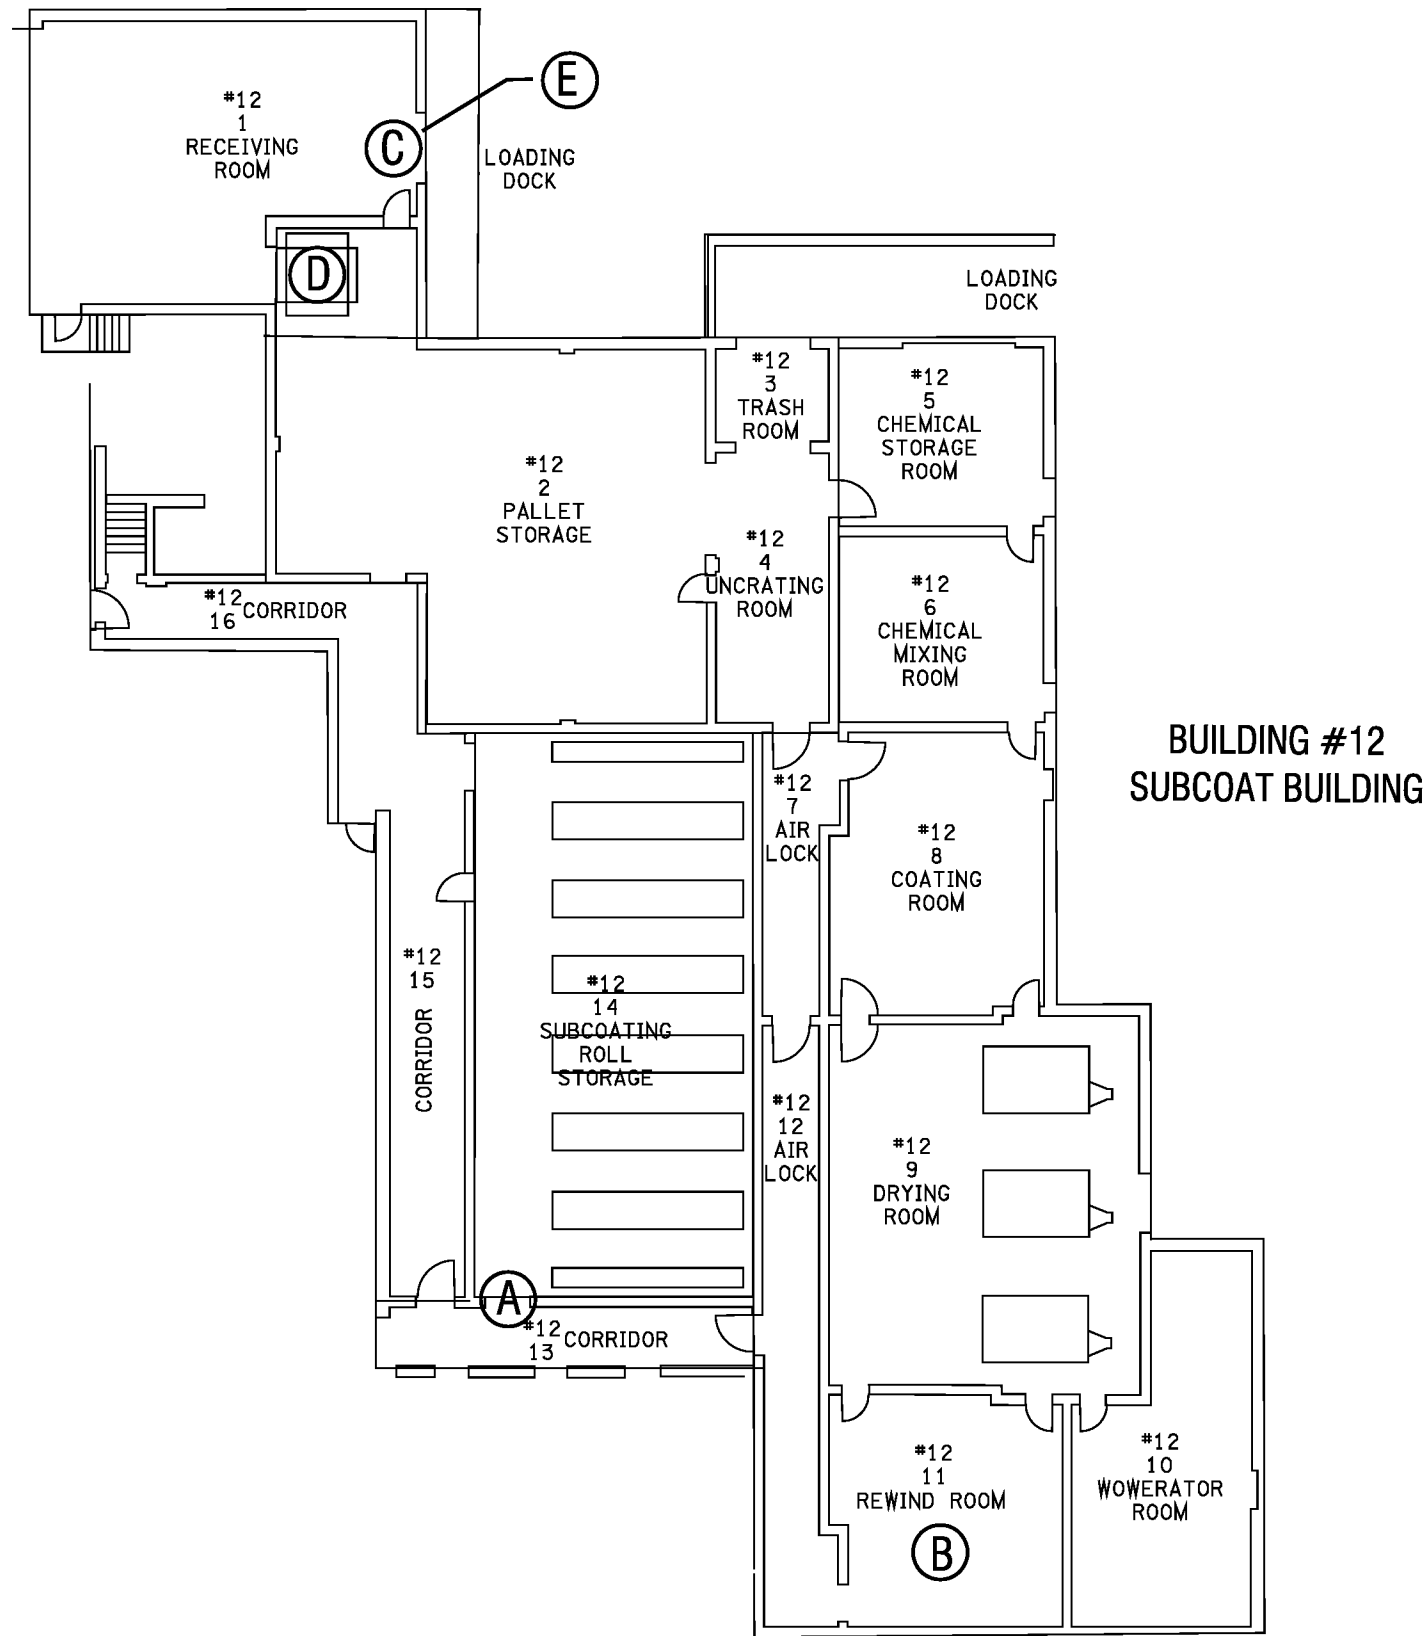 E
#12
1
RECEIVING
ROOM
C
LOADING
DOCK
D
LOADING
DOCK
#12
3
TRASH
ROOM
#12
5
CHEMICAL
STORAGE
ROOM
#12
2
PALLET
STORAGE
#12
4
UNCRATING
ROOM
#12
6
CHEMICAL
MIXING
ROOM
#12
16
CORRIDOR
BUILDING #12
SUBCOAT BUILDING
#12
7
AIR
LOCK
#12
8
COATING
ROOM
#12
15
CORRIDOR
#12
14
SUBCOATING
ROLL
STORAGE
#12
12
AIR
LOCK
#12
9
DRYING
ROOM
A
#12
13
CORRIDOR
#12
11
REWIND ROOM
B
#12
10
WOWERATOR
ROOM